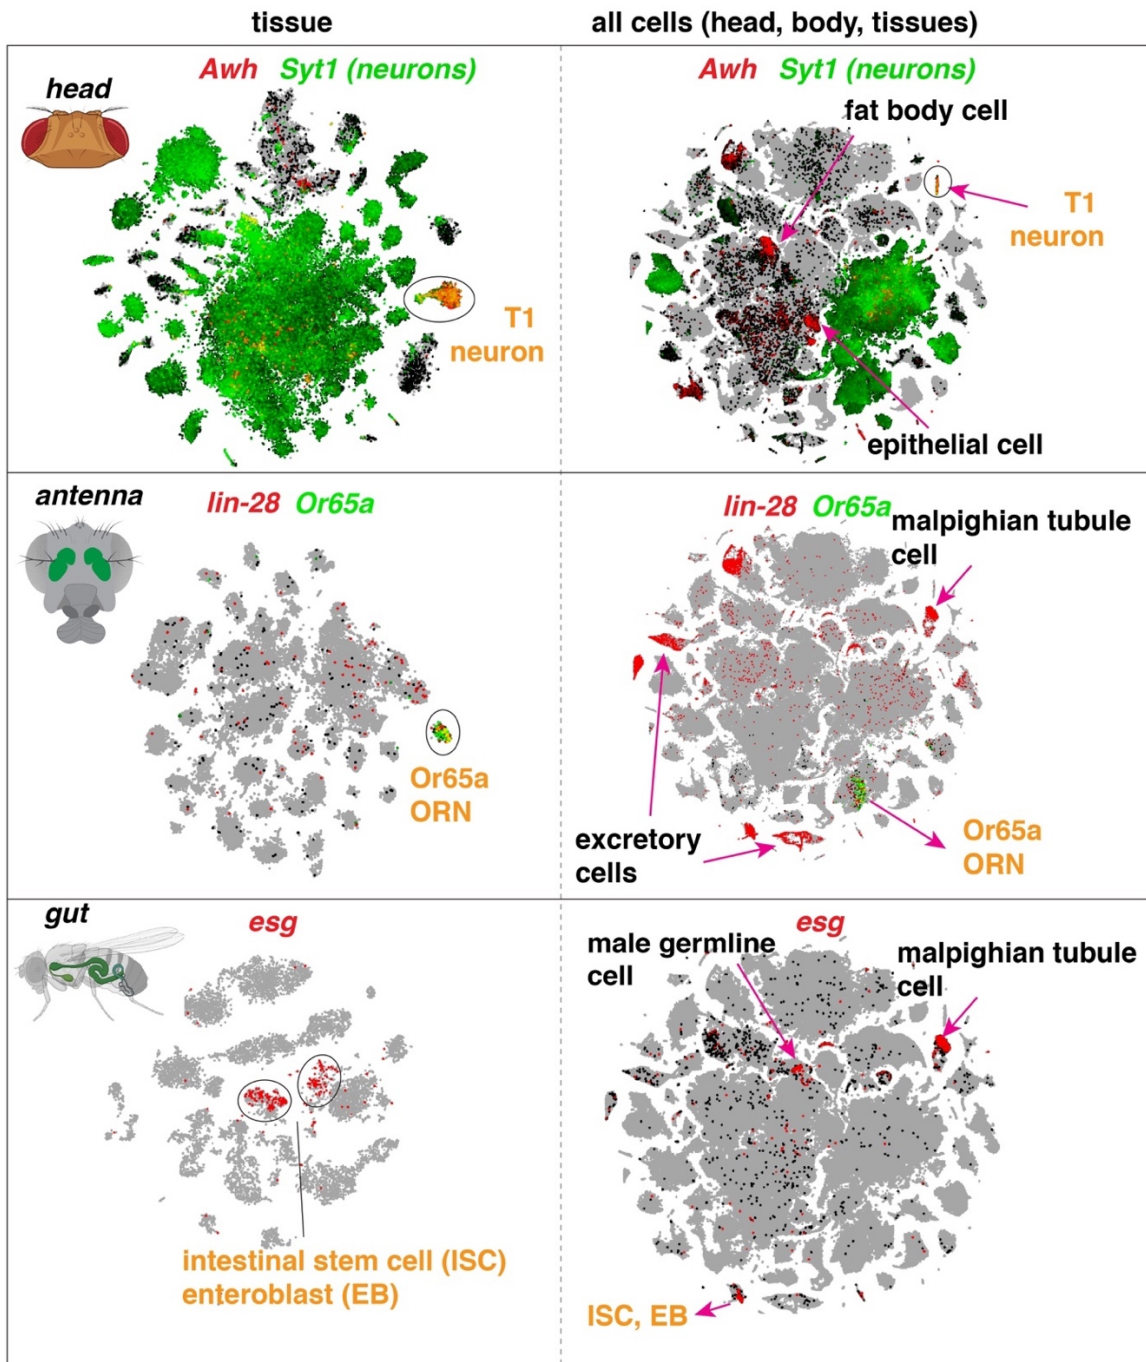 tissue
all cells (head, body, tissues)
head
Awh Syt1 (neurons)
T1
neuron
Awh Syt1 (neurons)
fat body cell
T1
neuron
epithelial cell
antenna
lin-28 Or65a
Or65a
ORN
lin-28 Or65a
malpighian tubule
cell
excretory
cells
Or65a
ORN
gut
esg
intestinal stem cell (ISC)
enteroblast (EB)
esg
male germline
cell
malpighian tubule
cell
ISC, EB